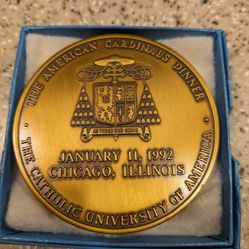 THE AMERICAN CARDINALS DINNER
JANUARY 11, 1992
CHICAGO, ILLINOIS
THE CATHOLIC UNIVERSITY OF AMERICA